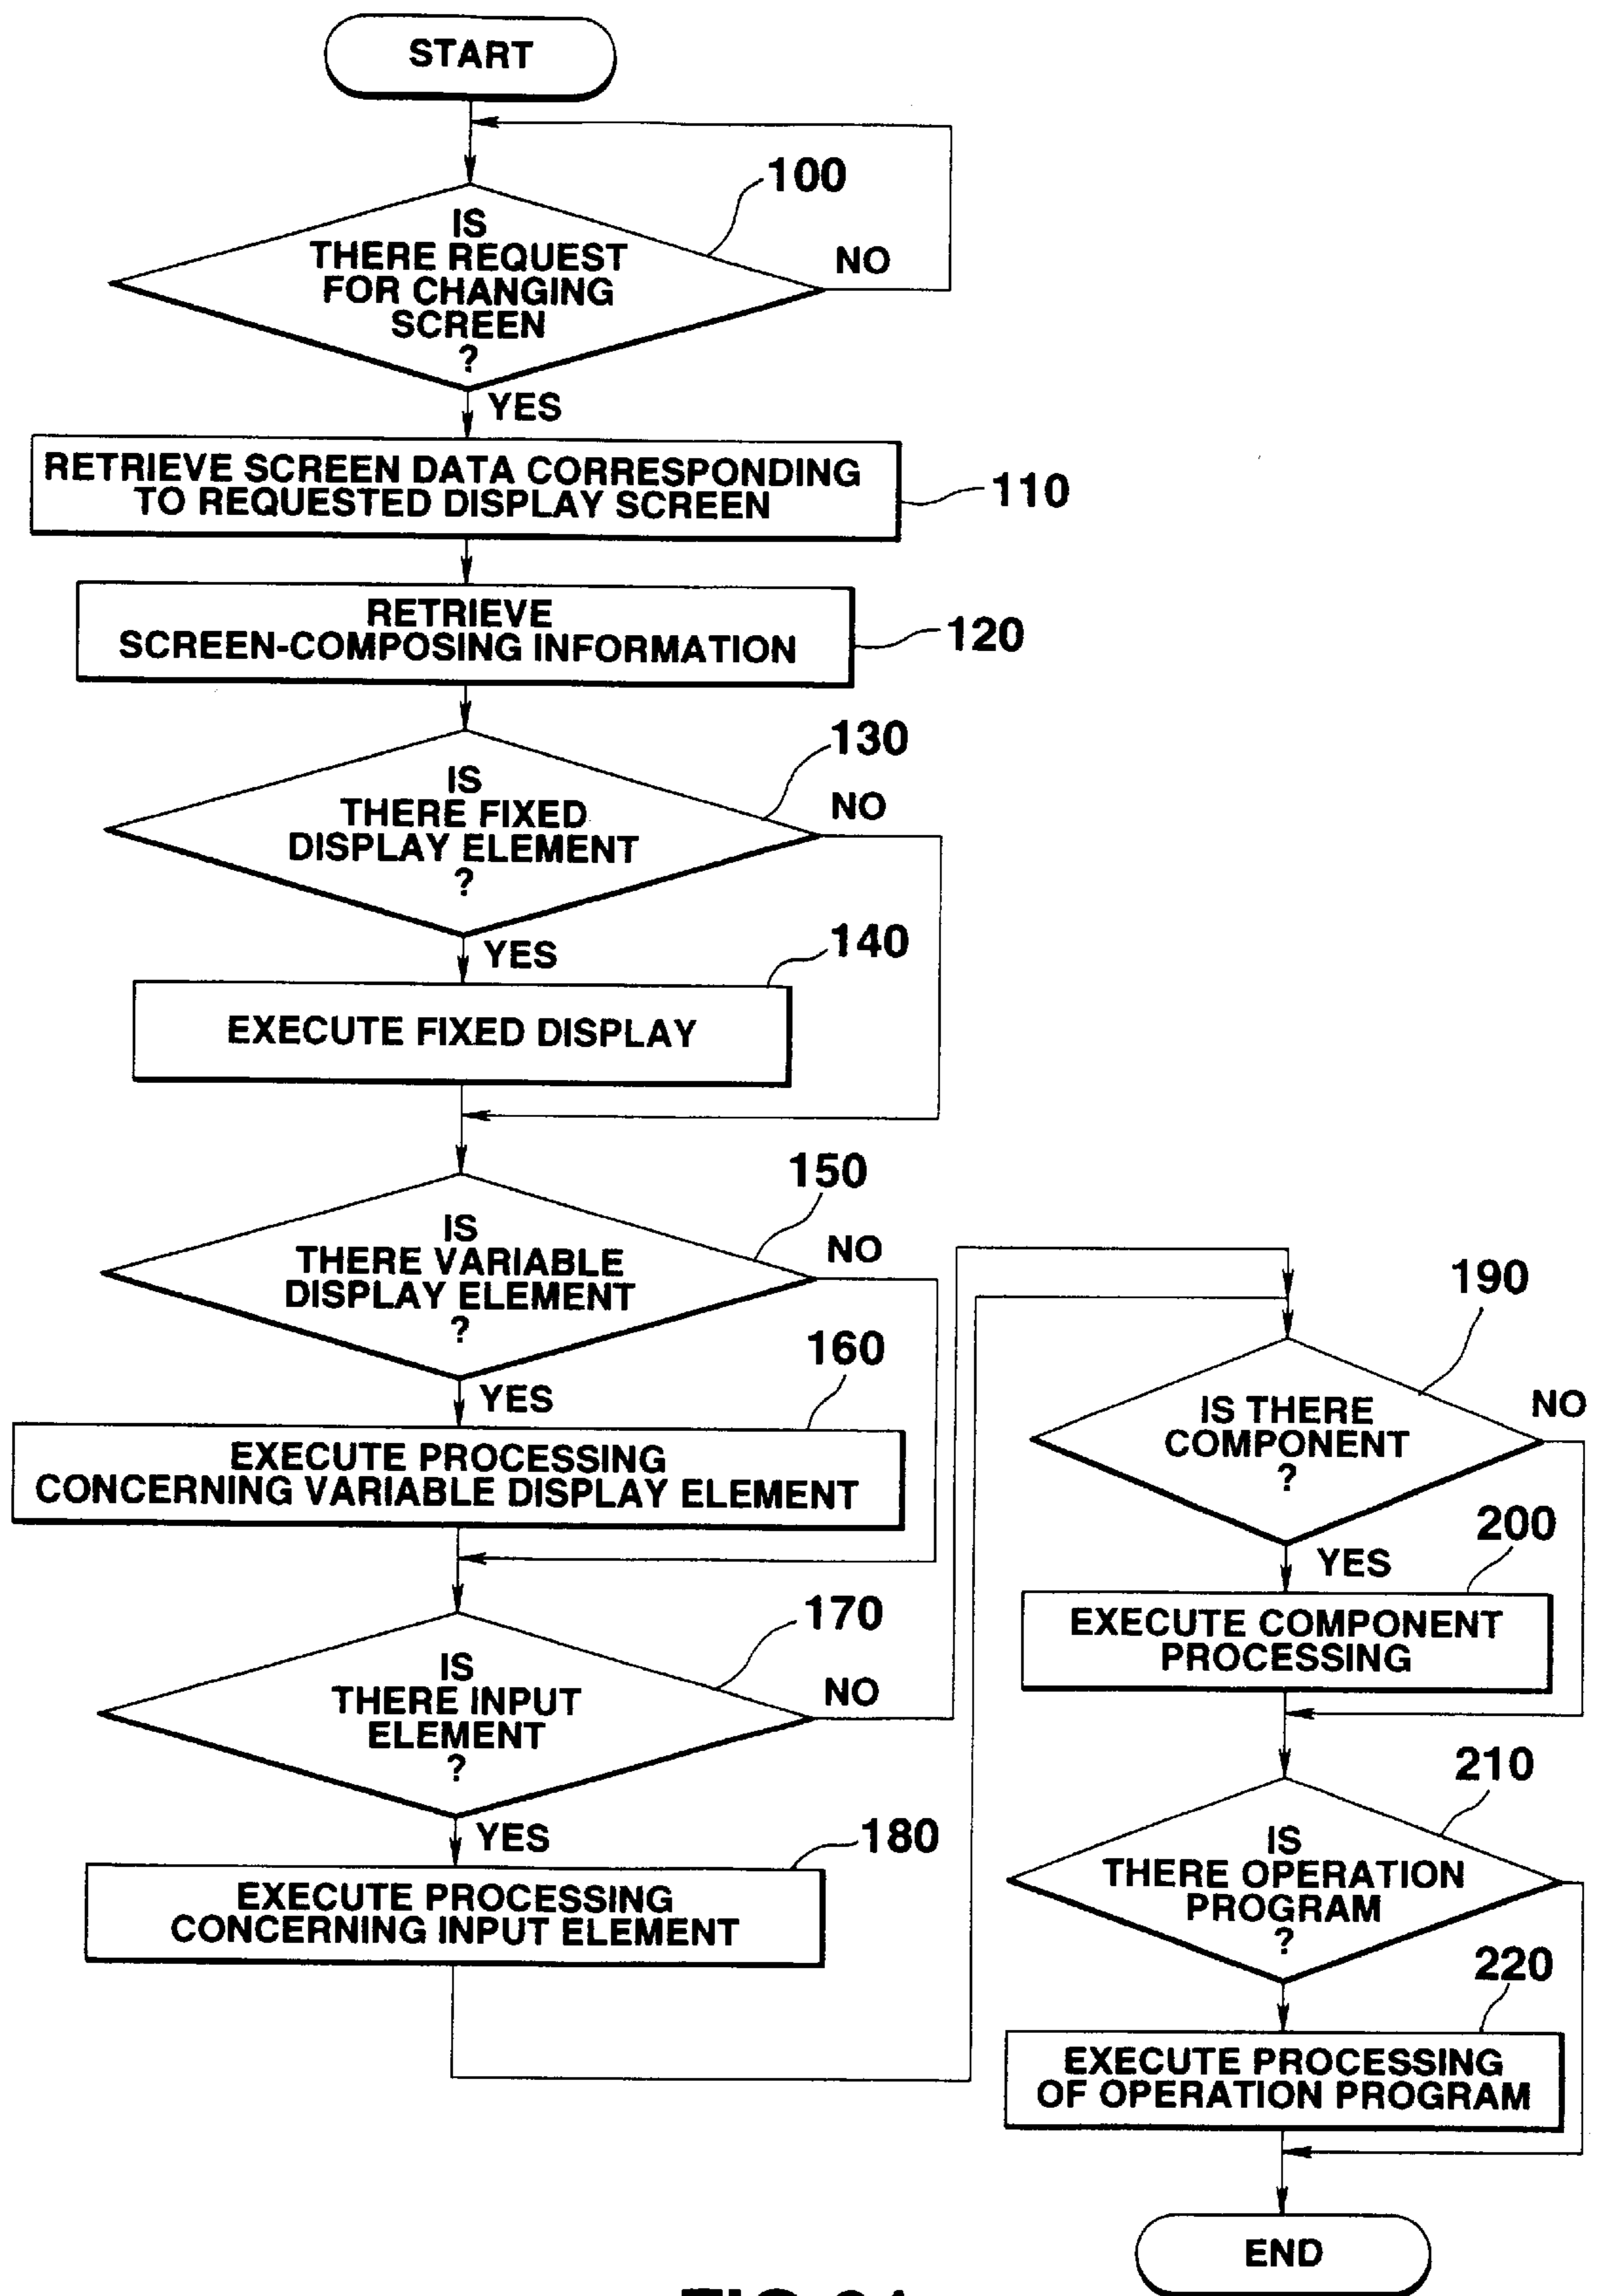 START
100
IS
THERE REQUEST
FOR CHANGING
SCREEN
?
NO
YES
RETRIEVE SCREEN DATA CORRESPONDING
TO REQUESTED DISPLAY SCREEN
110
RETRIEVE
SCREEN-COMPOSING INFORMATION
120
130
IS
THERE FIXED
DISPLAY ELEMENT
?
NO
YES
140
EXECUTE FIXED DISPLAY
150
IS
THERE VARIABLE
DISPLAY ELEMENT
?
NO
YES
160
EXECUTE PROCESSING
CONCERNING VARIABLE DISPLAY ELEMENT
170
IS
THERE INPUT
ELEMENT
?
NO
YES
180
EXECUTE PROCESSING
CONCERNING INPUT ELEMENT
190
IS THERE
COMPONENT
?
NO
YES
200
EXECUTE COMPONENT
PROCESSING
210
IS
THERE OPERATION
PROGRAM
?
220
EXECUTE PROCESSING
OF OPERATION PROGRAM
END